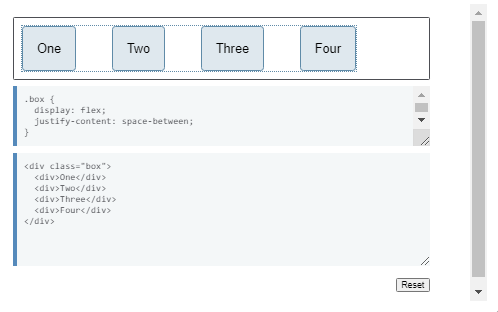 One Two Three Four
.box {
display: flex;
justify-content: space-between;
}
<div class="box">
<div>One</div>
<div>Two</div>
<div>Three</div>
<div>Four</div>
</div>
Reset